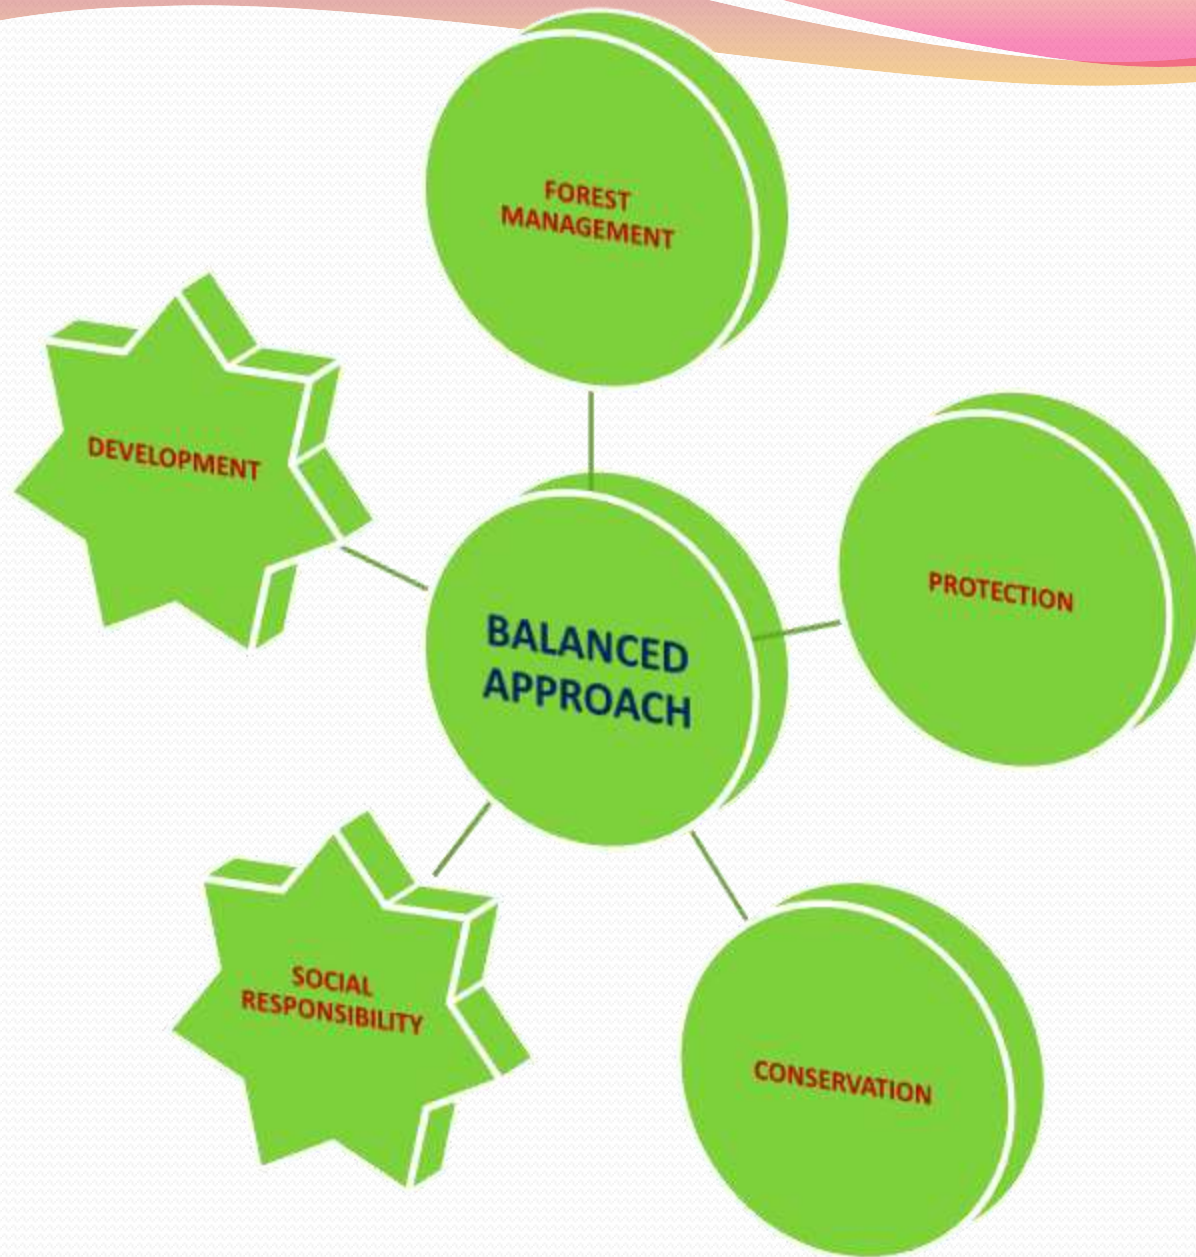 FOREST
MANAGEMENT
DEVELOPMENT
PROTECTION
BALANCED
APPROACH
SOCIAL
RESPONSIBILITY
CONSERVATION